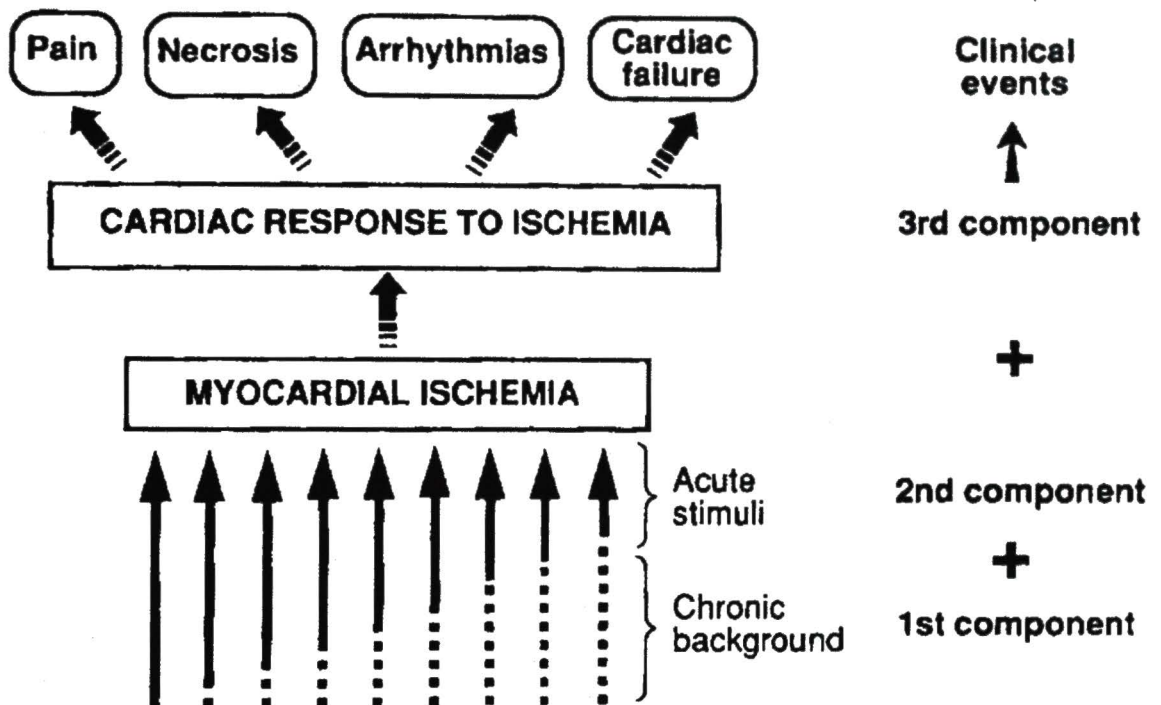 Pain
Necrosis
Arrhythmias
Cardiac
failure
Clinical
events
CARDIAC RESPONSE TO ISCHEMIA
3rd component
+
MYOCARDIAL ISCHEMIA
Acute
stimuli
2nd component
+
Chronic
background
1st component